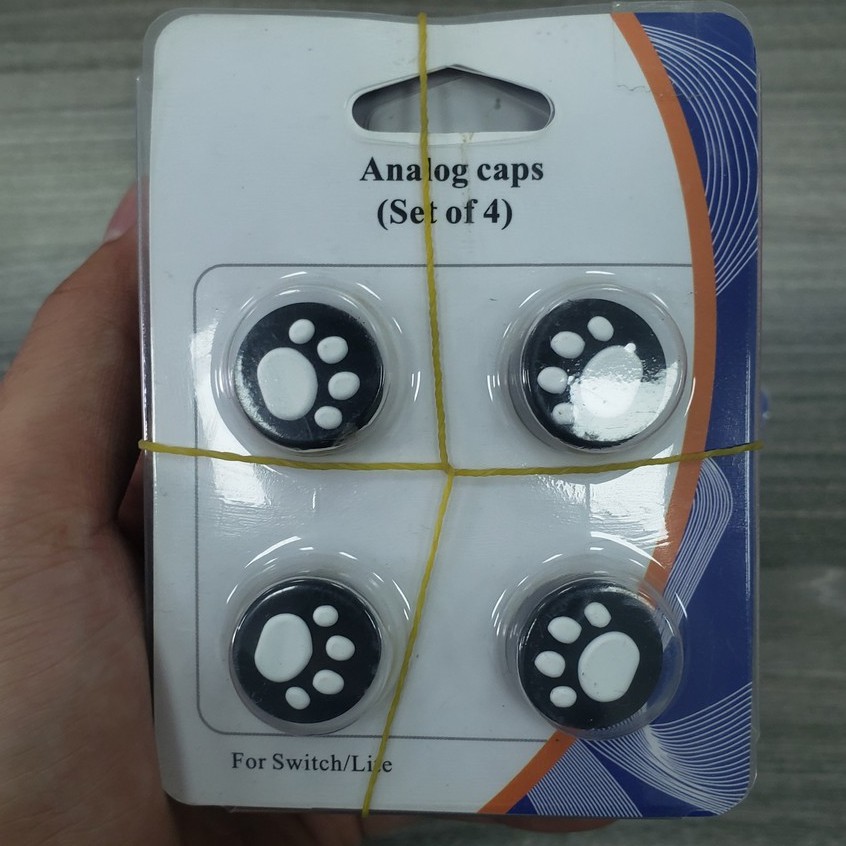 Analog caps
(Set of 4)
For Switch/Lite